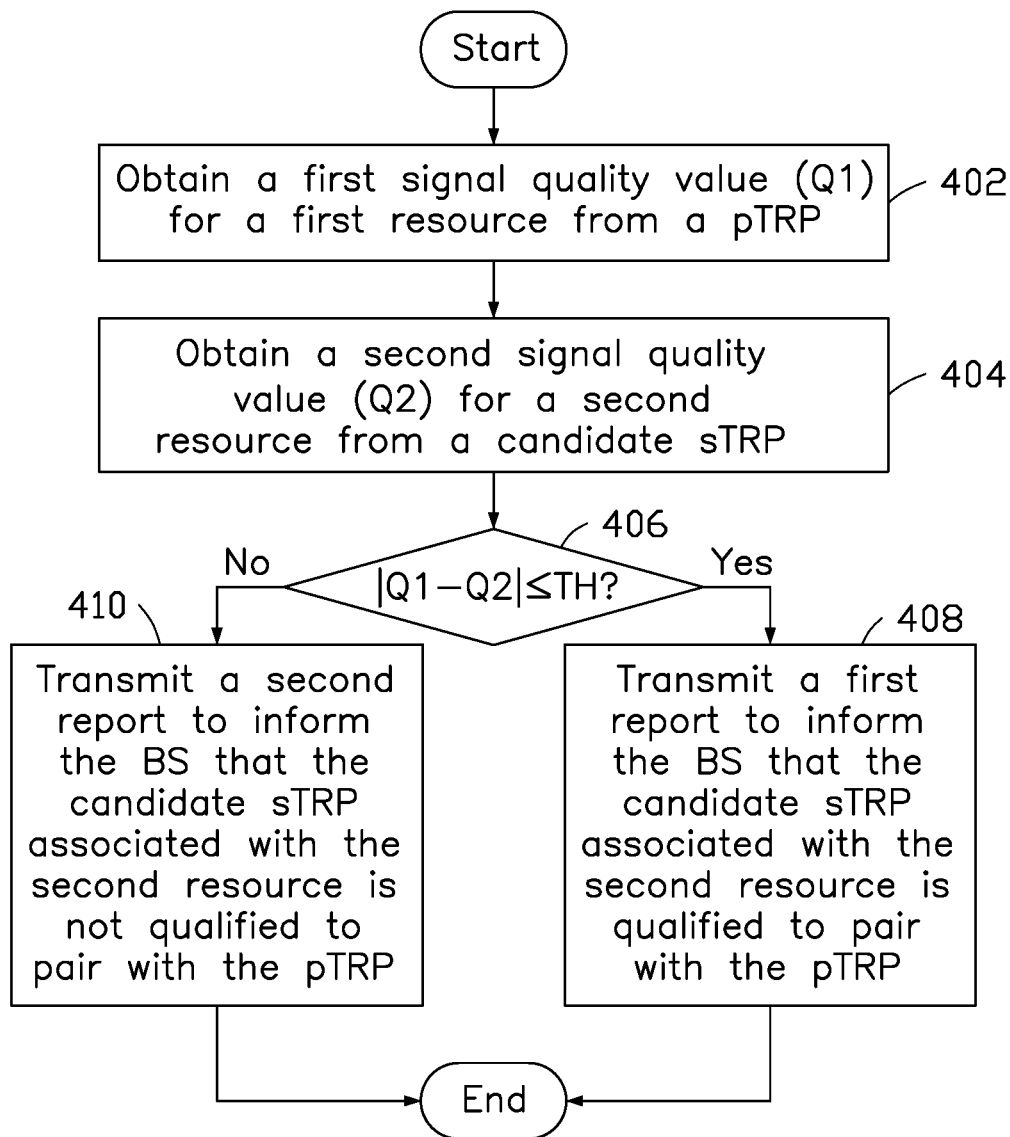 Start
Obtain a first signal quality value (Q1)
for a first resource from a pTRP
402
Obtain a second signal quality
value (Q2) for a second
resource from a candidate sTRP
404
406
|Q1−Q2|≤TH?
No
Yes
410
Transmit a second
report to inform
the BS that the
candidate sTRP
associated with the
second resource is
not qualified to
pair with the pTRP
408
Transmit a first
report to inform
the BS that the
candidate sTRP
associated with the
second resource is
qualified to pair
with the pTRP
End